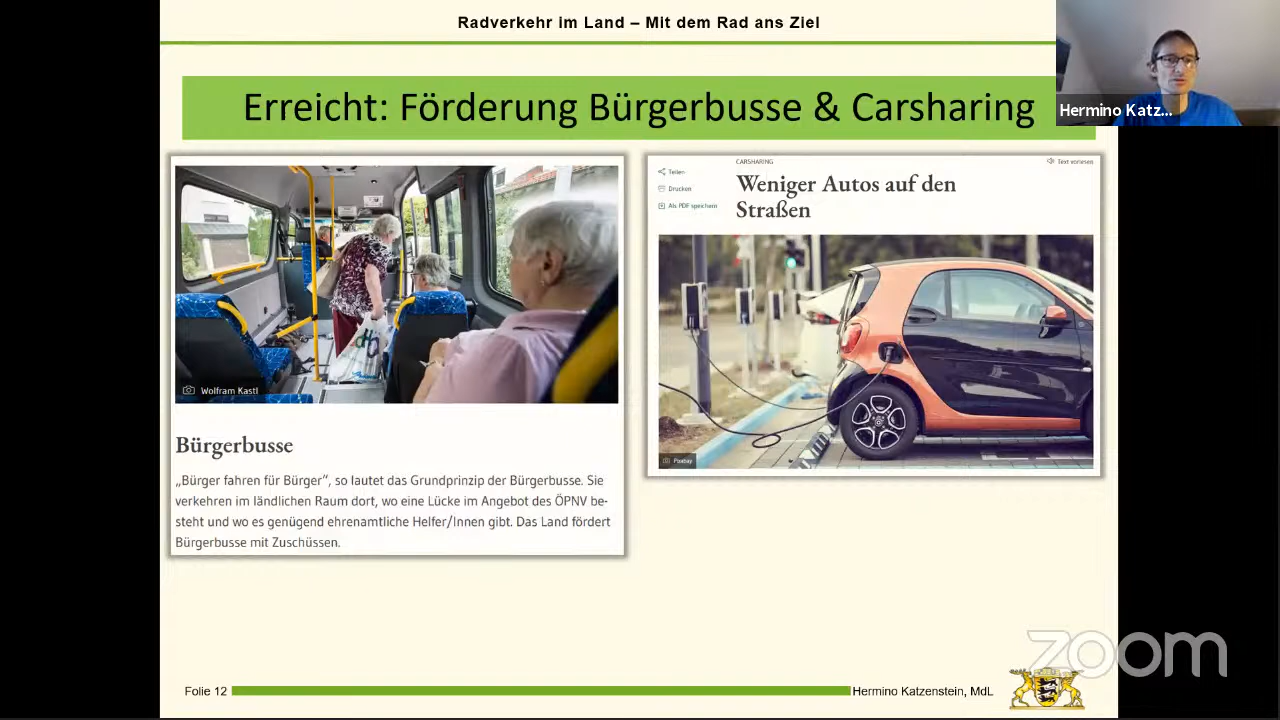 Radverkehr im Land – Mit dem Rad ans Ziel
Hermino Katz...
Erreicht: Förderung Bürgerbusse & Carsharing
Wolfram Kastl
Bürgerbusse
„Bürger fahren für Bürger“, so lautet das Grundprinzip der Bürgerbusse. Sie
verkehren im ländlichen Raum dort, wo eine Lücke im Angebot des ÖPNV be-
steht und wo es genügend ehrenamtliche Helfer/Innen gibt. Das Land fördert
Bürgerbusse mit Zuschüssen.
CARSHARING
Text vorlesen
Teilen
Drucken
Als PDF speichern
Weniger Autos auf den
Straßen
Pixabay
zoom
Folie 12
Hermino Katzenstein, MdL